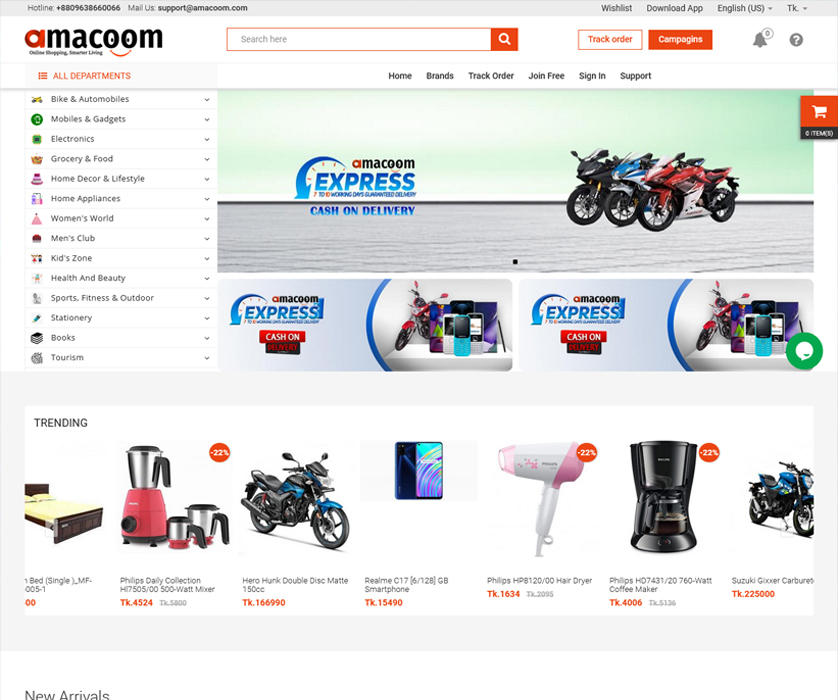 Hotline: +8809638660066 Mail Us: support@amacoom.com
Wishlist Download App English (US) Tk.
amacoom
Online Shopping, Smarter Living
Search here
Track order
Campagins
0
ALL DEPARTMENTS
Home Brands Track Order Join Free Sign In Support
Bike & Automobiles
Mobiles & Gadgets
Electronics
Grocery & Food
Home Decor & Lifestyle
Home Appliances
Women's World
Men's Club
Kid's Zone
Health And Beauty
Sports, Fitness & Outdoor
Stationery
Books
Tourism
amacoom
EXPRESS
7 TO 10 WORKING DAYS GUARANTEED DELIVERY
CASH ON DELIVERY
0 ITEM(S)
amacoom
EXPRESS
7 TO 10 WORKING DAYS GUARANTEED DELIVERY
CASH ON
DELIVERY
amacoom
EXPRESS
7 TO 10 WORKING DAYS GUARANTEED DELIVERY
CASH ON
DELIVERY
TRENDING
-22%
-22%
-22%
Bed (Single )_MF-
005-1
00
Philips Daily Collection
Hl7505/00 500-Watt Mixer
Tk.4524 Tk.5800
Hero Hunk Double Disc Matte
150cc
Tk.166990
Realme C17 [6/128] GB
Smartphone
Tk.15490
Philips HP8120/00 Hair Dryer
Tk.1634 Tk.2095
Philips HD7431/20 760-Watt
Coffee Maker
Tk.4006 Tk.5136
Suzuki Gixxer Carburet
Tk.225000
New Arrivals